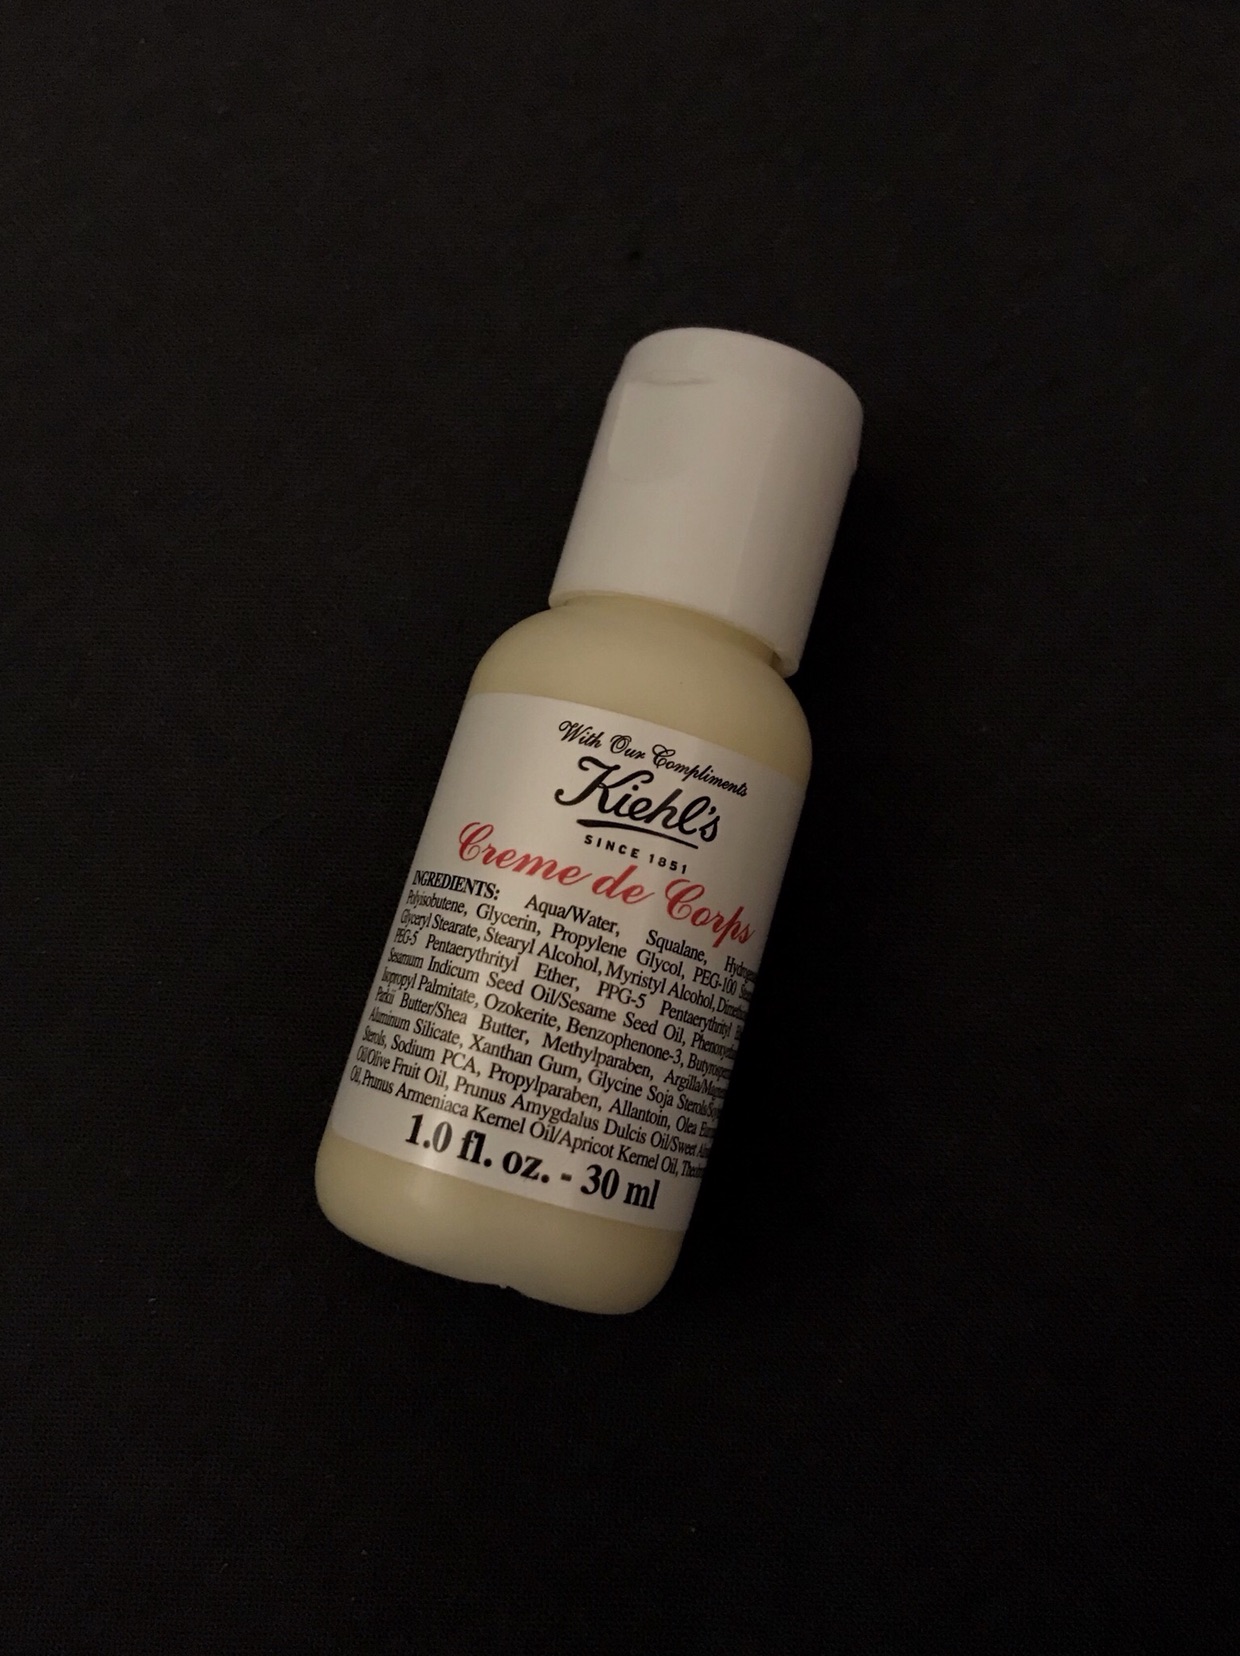 With Our Compliments
Kiehl's
SINCE 1851
Creme de Corps
INGREDIENTS: Aqua/Water, Squalane,
Polyisobutene, Glycerin, Propylene Glycol, PEG-100
Glyceryl Stearate, Stearyl Alcohol, Myristyl Alcohol,
PEG-5 Pentaerythrityl Ether, PPG-5 Pentaerythrityl
Sesamum Indicum Seed Oil/Sesame Seed Oil,
Isopropyl Palmitate, Ozokerite, Benzophenone-3,
Parkii Butter/Shea Butter, Methylparaben,
Aluminum Silicate, Xanthan Gum, Glycine Soja
Sterols, Sodium PCA, Propylparaben, Allantoin, Olea
Oil/Olive Fruit Oil, Prunus Amygdalus Dulcis Oil/Sweet
Oil, Prunus Armeniaca Kernel Oil/Apricot Kernel Oil,
1.0 fl. oz. - 30 ml